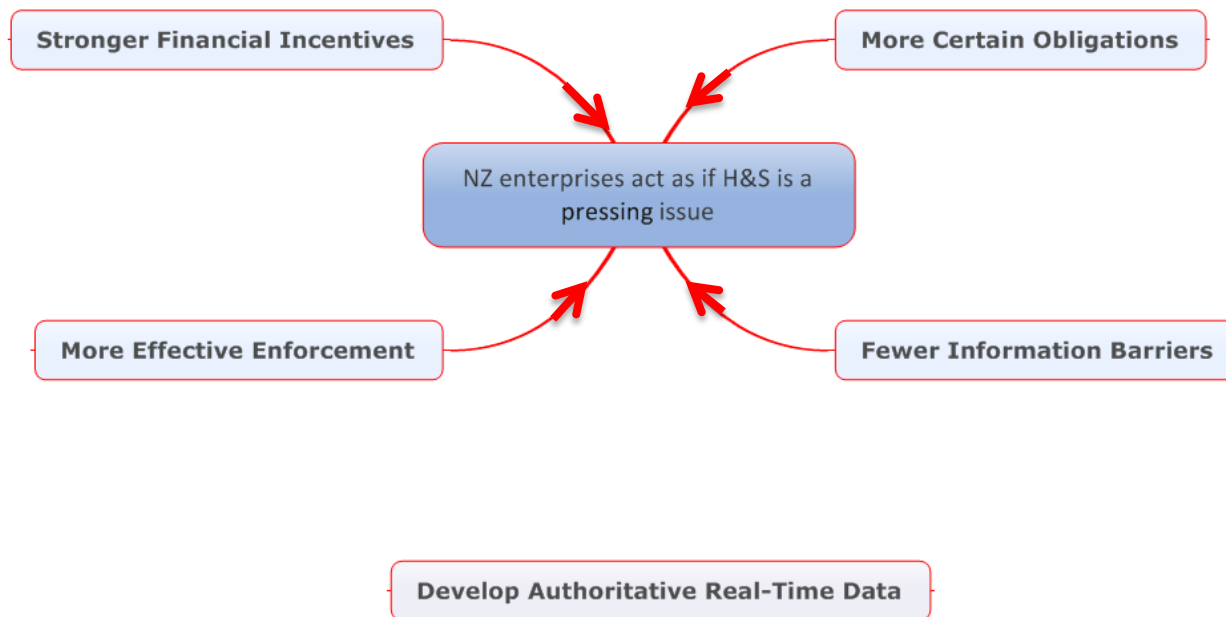 Stronger Financial Incentives
More Certain Obligations
NZ enterprises act as if H&S is a
pressing issue
More Effective Enforcement
Fewer Information Barriers
Develop Authoritative Real-Time Data